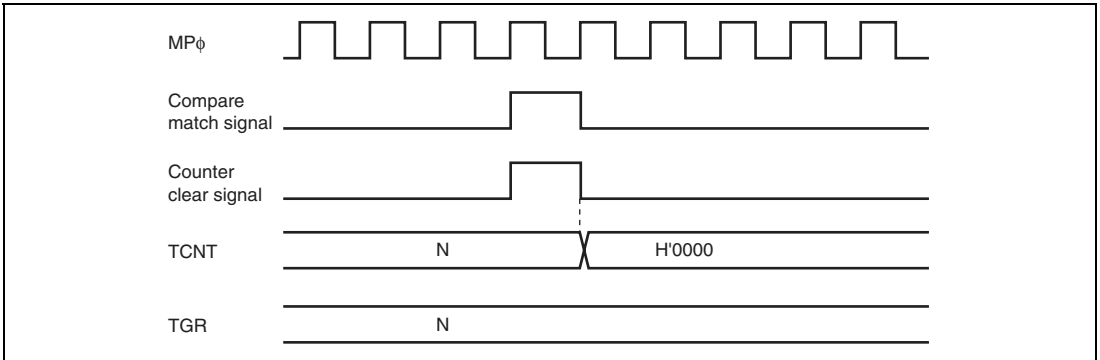 MPϕ
Compare
match signal
Counter
clear signal
TCNT N H'0000
TGR N